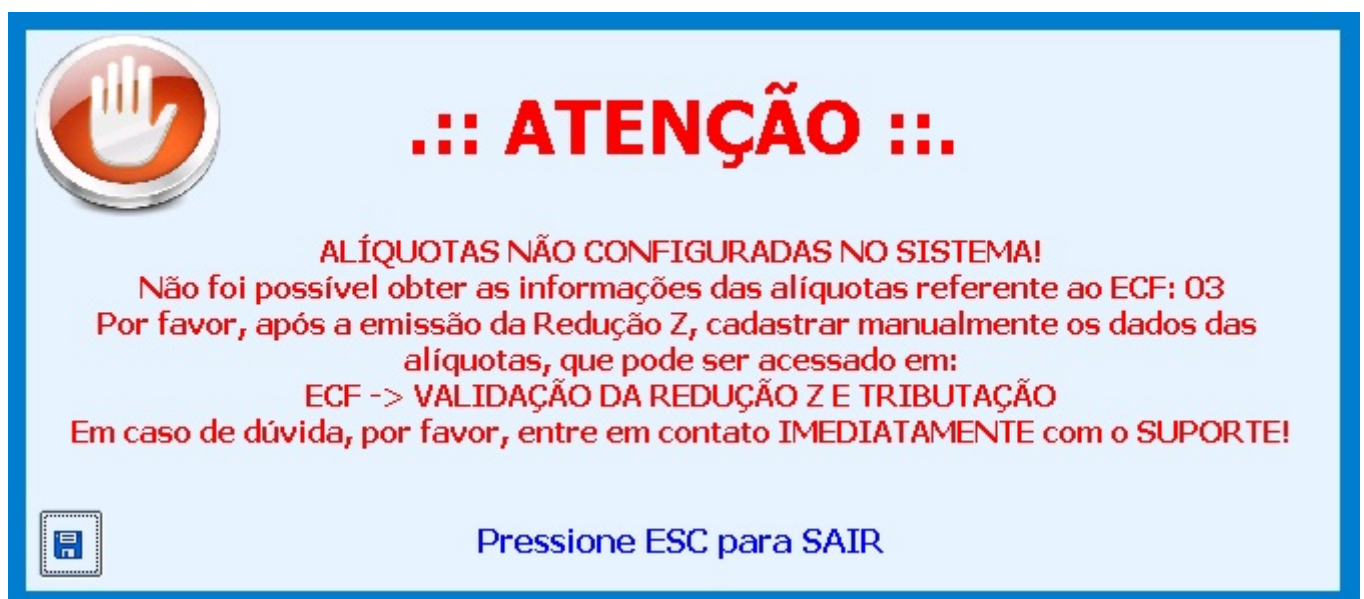 .:: ATENÇÃO ::.
ALÍQUOTAS NÃO CONFIGURADAS NO SISTEMA!
Não foi possível obter as informações das alíquotas referente ao ECF: 03
Por favor, após a emissão da Redução Z, cadastrar manualmente os dados das
alíquotas, que pode ser acessado em:
ECF -> VALIDAÇÃO DA REDUÇÃO Z E TRIBUTAÇÃO
Em caso de dúvida, por favor, entre em contato IMEDIATAMENTE com o SUPORTE!
Pressione ESC para SAIR